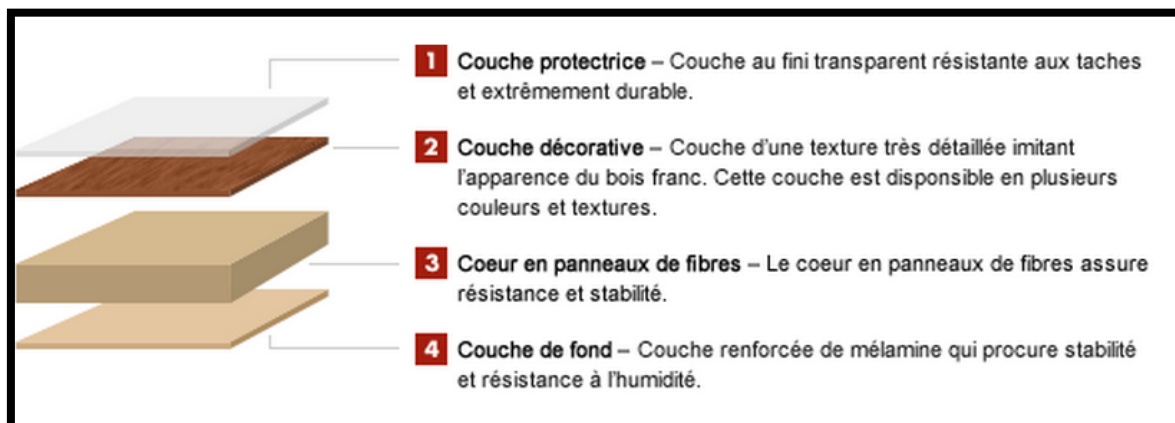 1 Couche protectrice – Couche au fini transparent résistante aux taches
et extrêmement durable.
2 Couche décorative – Couche d'une texture très détaillée imitant
l'apparence du bois franc. Cette couche est disponible en plusieurs
couleurs et textures.
3 Coeur en panneaux de fibres – Le coeur en panneaux de fibres assure
résistance et stabilité.
4 Couche de fond – Couche renforcée de mélamine qui procure stabilité
et résistance à l'humidité.